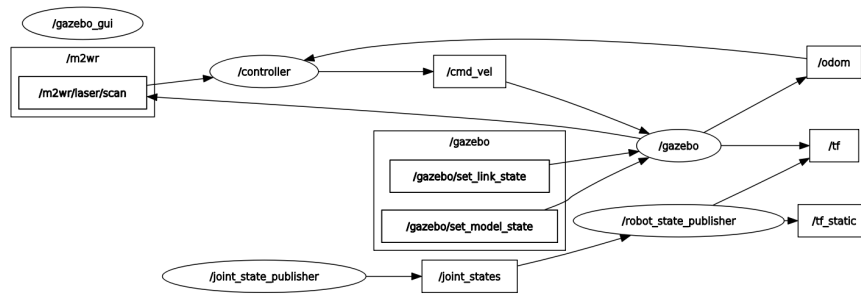 /gazebo_gui
/m2wr
/m2wr/laser/scan
/controller
/cmd_vel
/odom
/gazebo
/gazebo/set_link_state
/gazebo/set_model_state
/gazebo
/tf
/robot_state_publisher
/tf_static
/joint_state_publisher
/joint_states